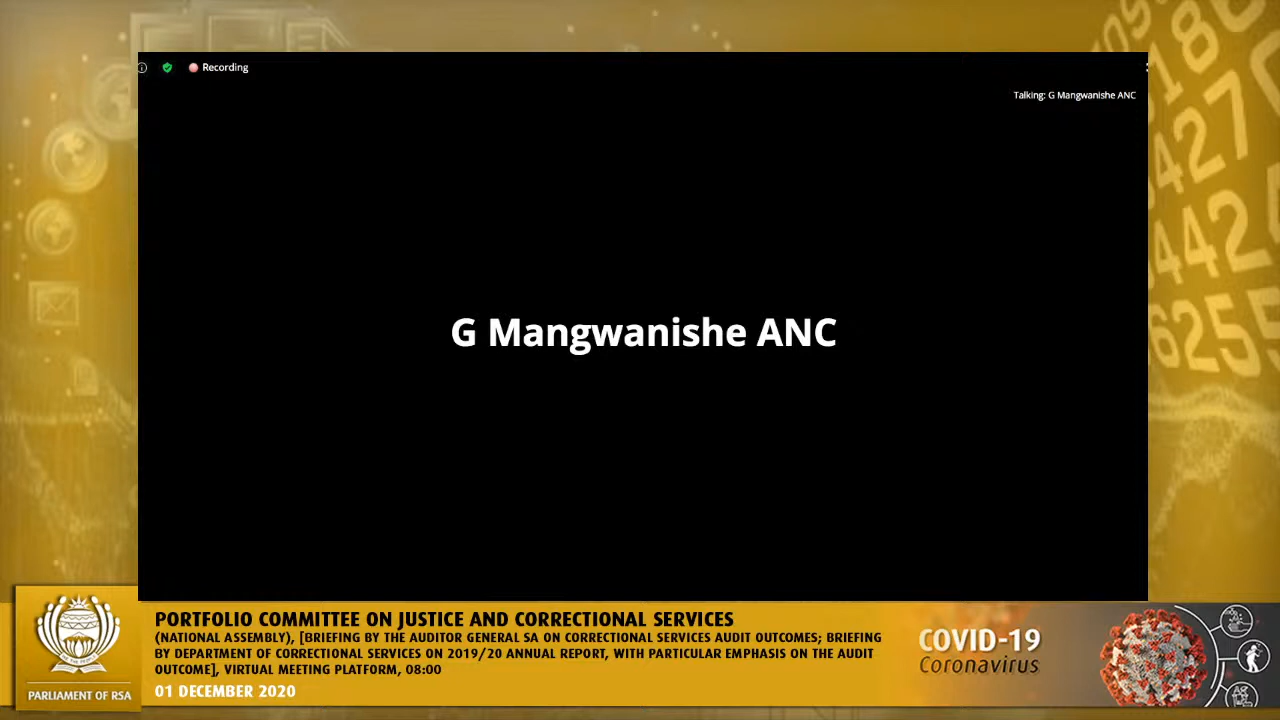 Recording
Talking: G Mangwanishe ANC
G Mangwanishe ANC
PORTFOLIO COMMITTEE ON JUSTICE AND CORRECTIONAL SERVICES
(NATIONAL ASSEMBLY), [BRIEFING BY THE AUDITOR GENERAL SA ON CORRECTIONAL SERVICES AUDIT OUTCOMES; BRIEFING
BY DEPARTMENT OF CORRECTIONAL SERVICES ON 2019/20 ANNUAL REPORT, WITH PARTICULAR EMPHASIS ON THE AUDIT
OUTCOME], VIRTUAL MEETING PLATFORM, 08:00
01 DECEMBER 2020
PARLIAMENT OF RSA
COVID-19
Coronavirus